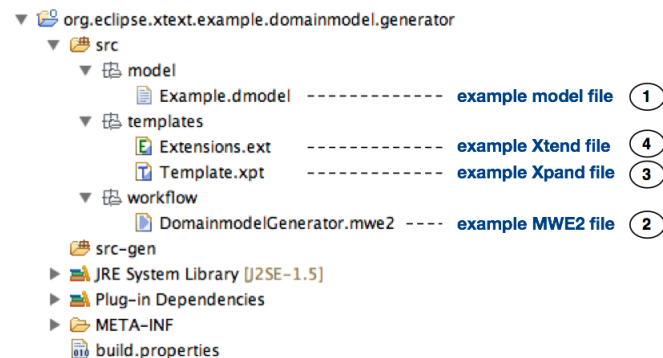 org.eclipse.xtext.example.domainmodel.generator
src
model
Example.dmodel ------------- example model file 1
templates
Extensions.ext ------------- example Xtend file 4
Template.xpt ------------- example Xpand file 3
workflow
DomainmodelGenerator.mwe2 ---- example MWE2 file 2
src-gen
JRE System Library [J2SE-1.5]
Plug-in Dependencies
META-INF
build.properties